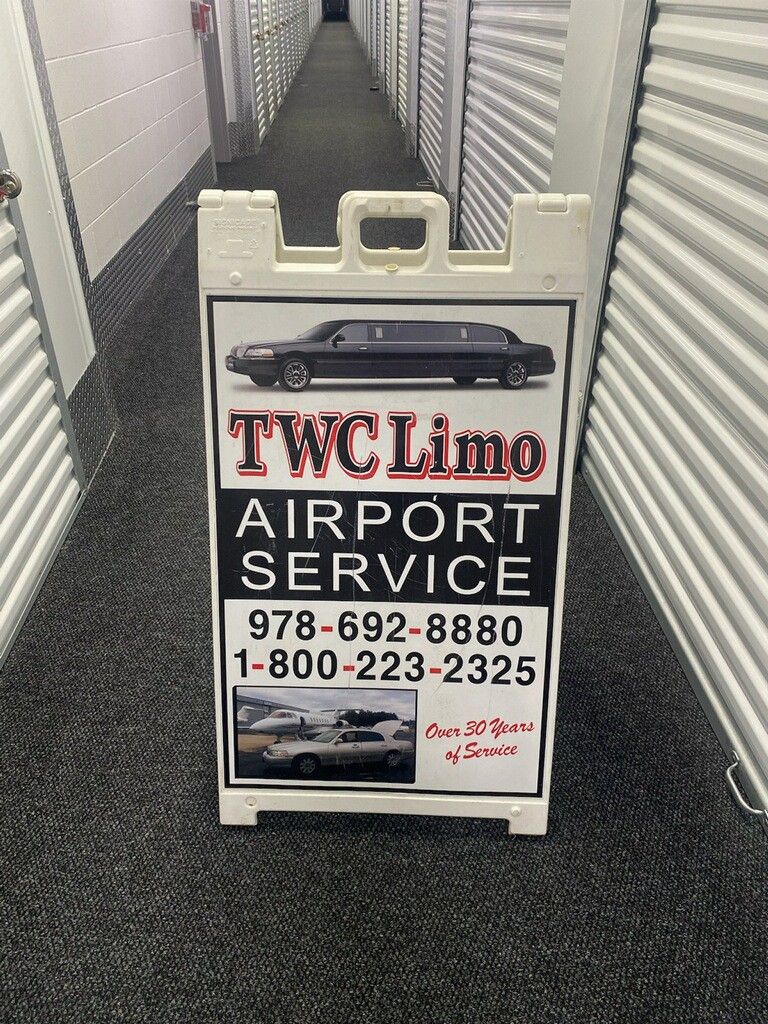 TWC Limo
AIRPORT
SERVICE
978-692-8880
1-800-223-2325
Over 30 Years
of Service